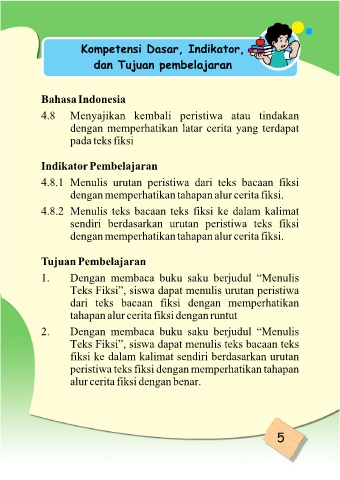 Kompetensi Dasar, Indikator,
dan Tujuan pembelajaran
Bahasa Indonesia
4.8 Menyajikan kembali peristiwa atau tindakan
dengan memperhatikan latar cerita yang terdapat
pada teks fiksi
Indikator Pembelajaran
4.8.1 Menulis urutan peristiwa dari teks bacaan fiksi
dengan memperhatikan tahapan alur cerita fiksi.
4.8.2 Menulis teks bacaan teks fiksi ke dalam kalimat
sendiri berdasarkan urutan peristiwa teks fiksi
dengan memperhatikan tahapan alur cerita fiksi.
Tujuan Pembelajaran
1. Dengan membaca buku saku berjudul “Menulis
Teks Fiksi”, siswa dapat menulis urutan peristiwa
dari teks bacaan fiksi dengan memperhatikan
tahapan alur cerita fiksi dengan runtut
2. Dengan membaca buku saku berjudul “Menulis
Teks Fiksi”, siswa dapat menulis teks bacaan teks
fiksi ke dalam kalimat sendiri berdasarkan urutan
peristiwa teks fiksi dengan memperhatikan tahapan
alur cerita fiksi dengan benar.
5